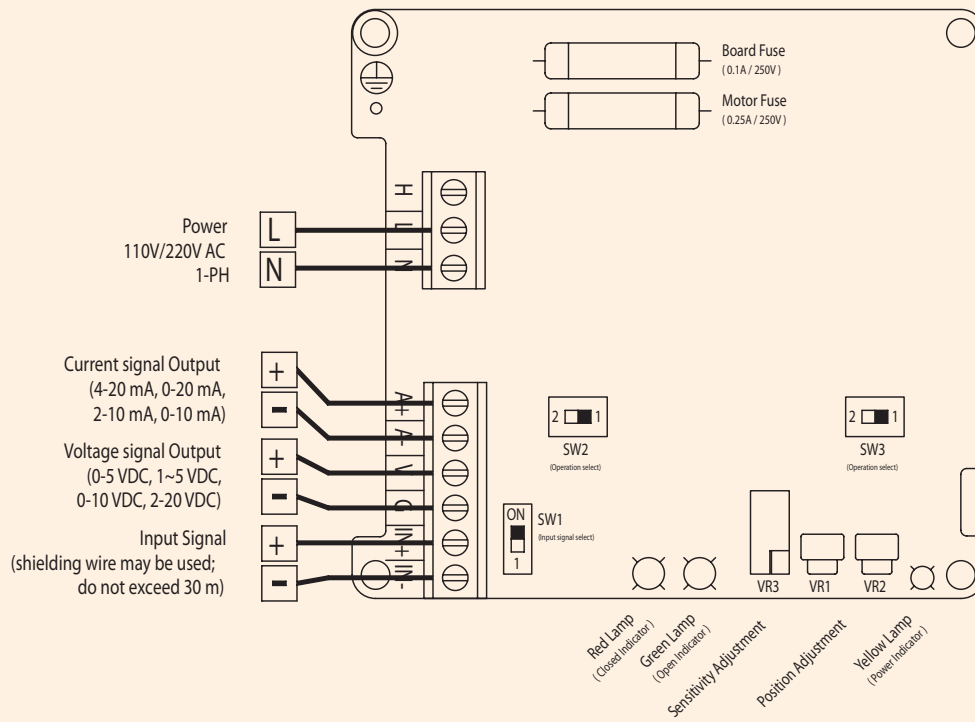 Board Fuse
( 0.1A / 250V )
Motor Fuse
( 0.25A / 250V )
H
L
N
Power
110V/220V AC
1-PH
L
N
Current signal Output
(4-20 mA, 0-20 mA,
2-10 mA, 0-10 mA)
+
-
Voltage signal Output
(0-5 VDC, 1~5 VDC,
0-10 VDC, 2-20 VDC)
+
-
Input Signal
(shielding wire may be used;
do not exceed 30 m)
+
-
A+
A-
V
G
IN+
IN-
2 1
SW2
(Operation select)
2 1
SW3
(Operation select)
ON
1
SW1
(Input signal select)
VR3
VR1
VR2
Red Lamp
( Closed Indicator )
Green Lamp
(Open Indicator )
Sensitivity Adjustment
Position Adjustment
Yellow Lamp
( Power Indicator )